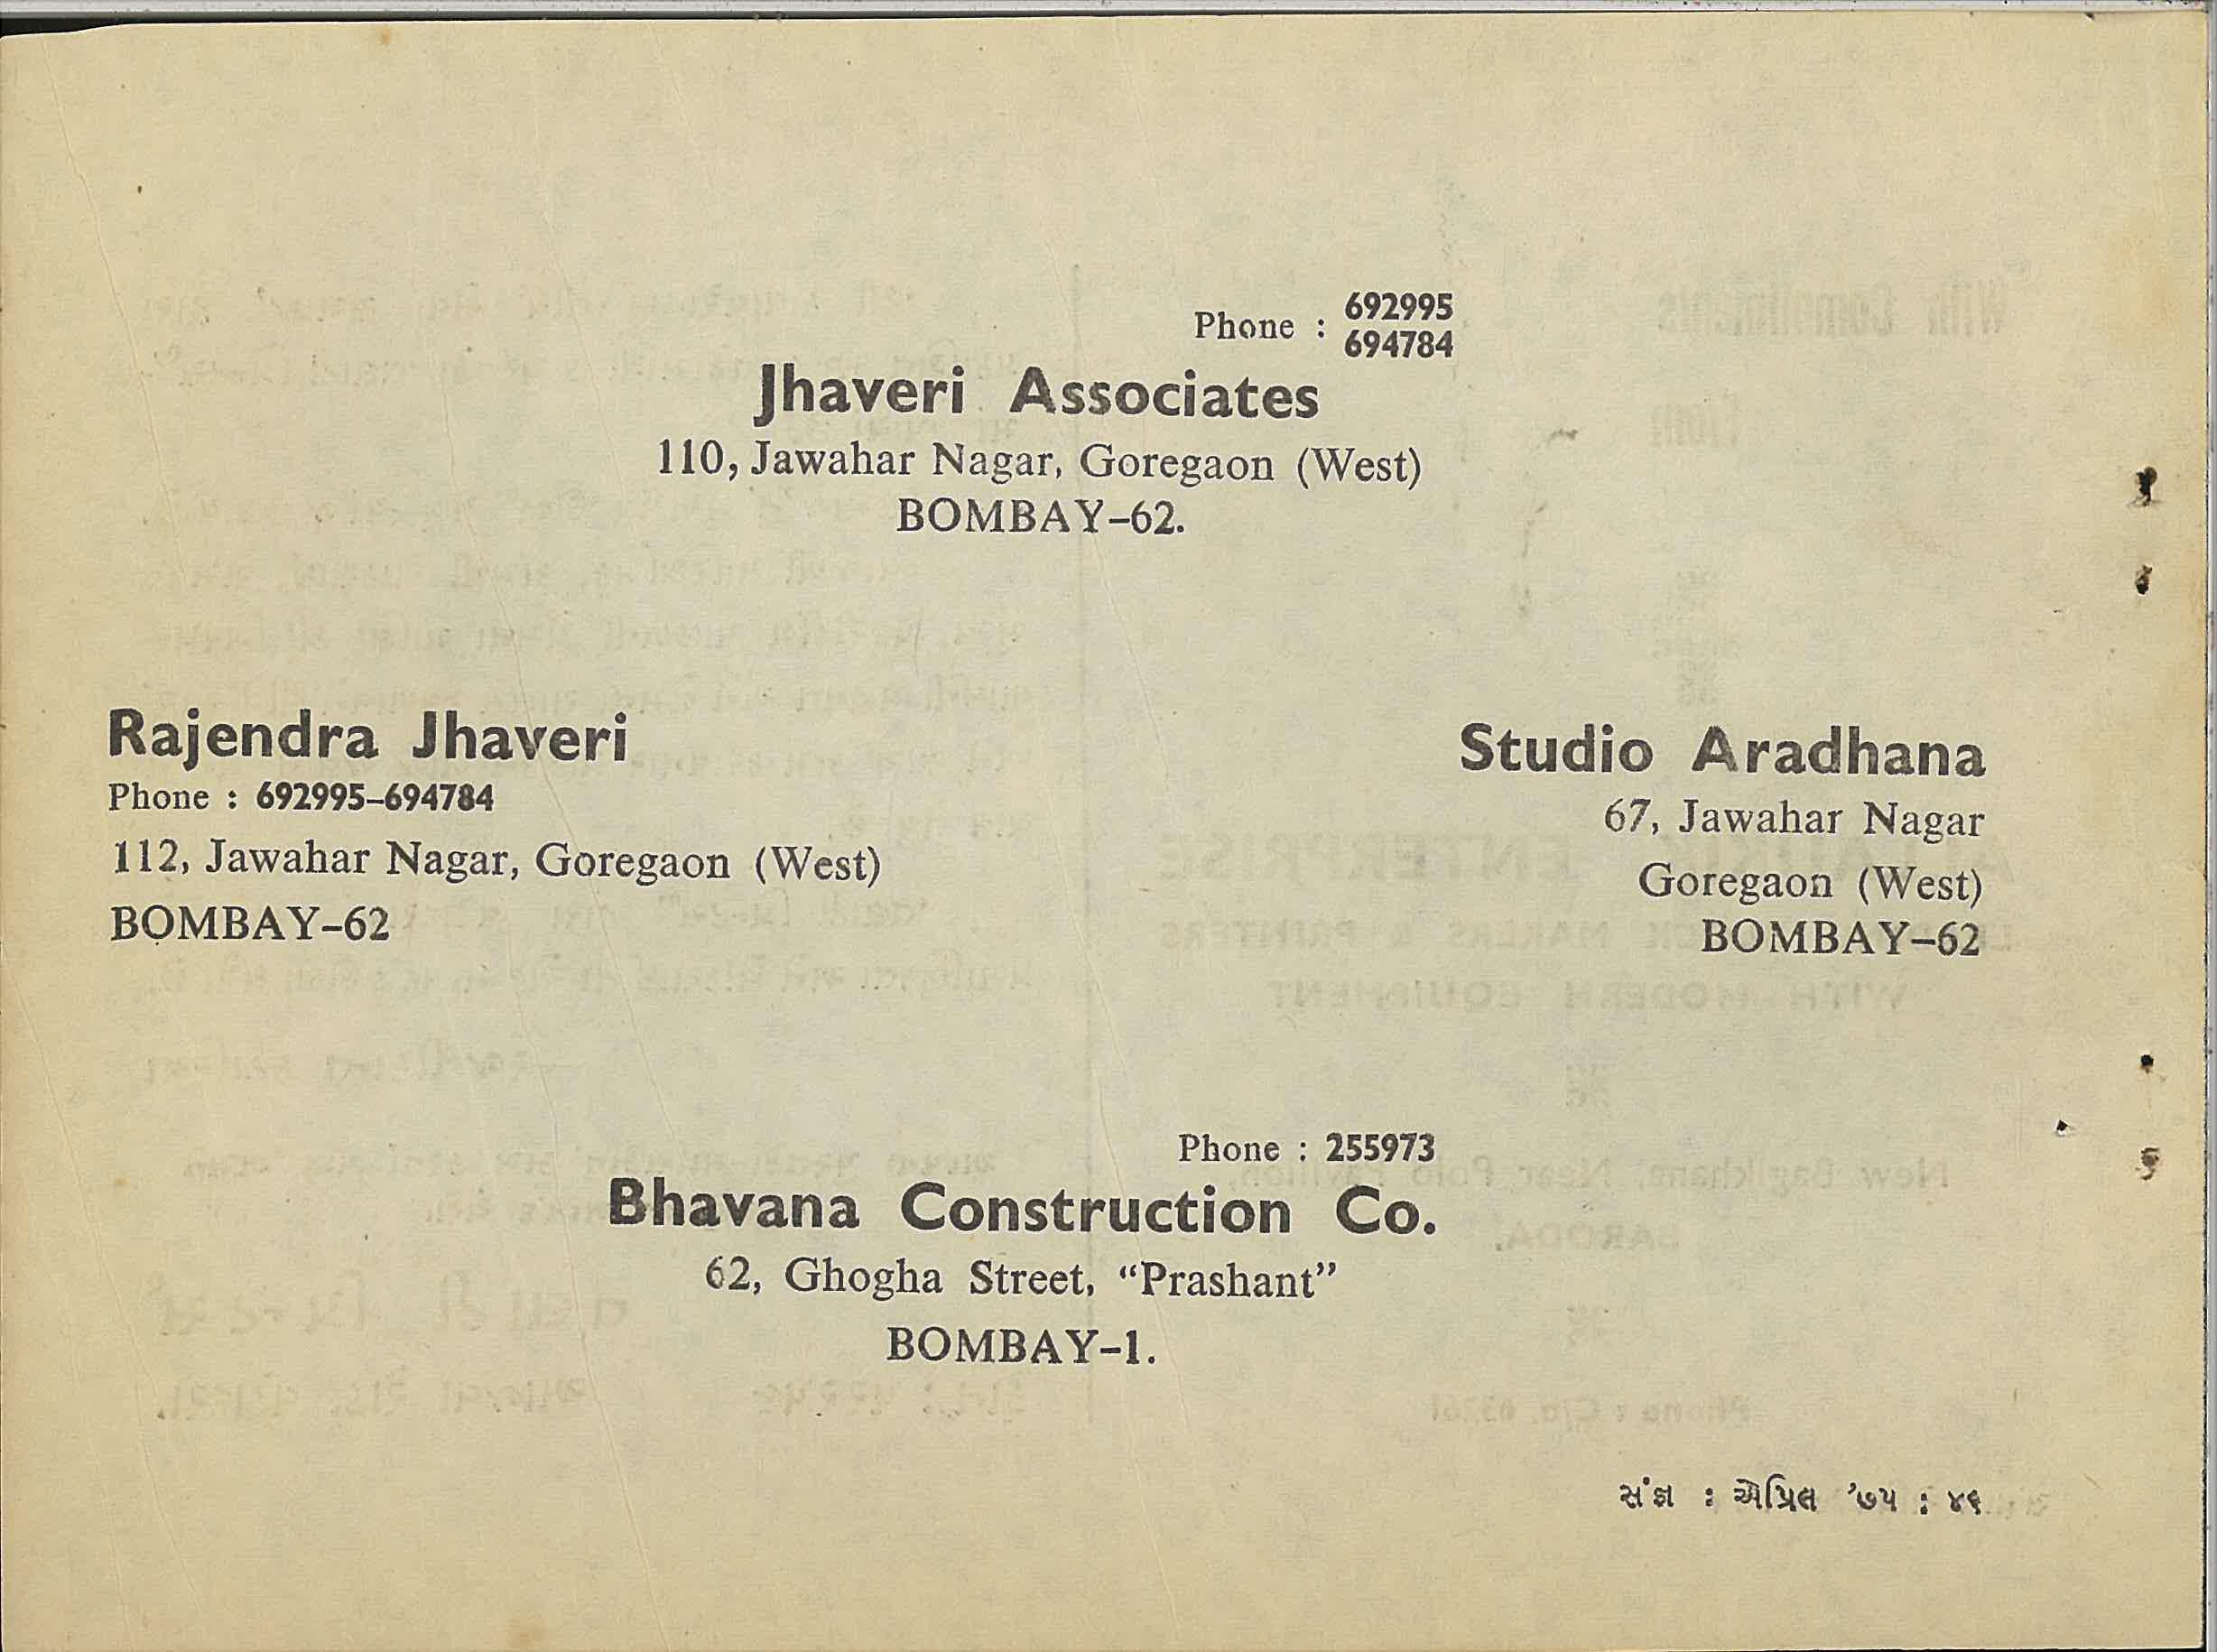 Phone : 692995
694784
Jhaveri Associates
110, Jawahar Nagar, Goregaon (West)
BOMBAY–62.
Rajendra Jhaveri
Phone : 692995–694784
112, Jawahar Nagar, Goregaon (West)
BOMBAY–62
Studio Aradhana
67, Jawahar Nagar
Goregaon (West)
BOMBAY–62
Phone : 255973
Bhavana Construction Co.
62, Ghogha Street, “Prashant”
BOMBAY–1.
સંજ્ઞ : એપ્રિલ ’૭૫ : ૪૬